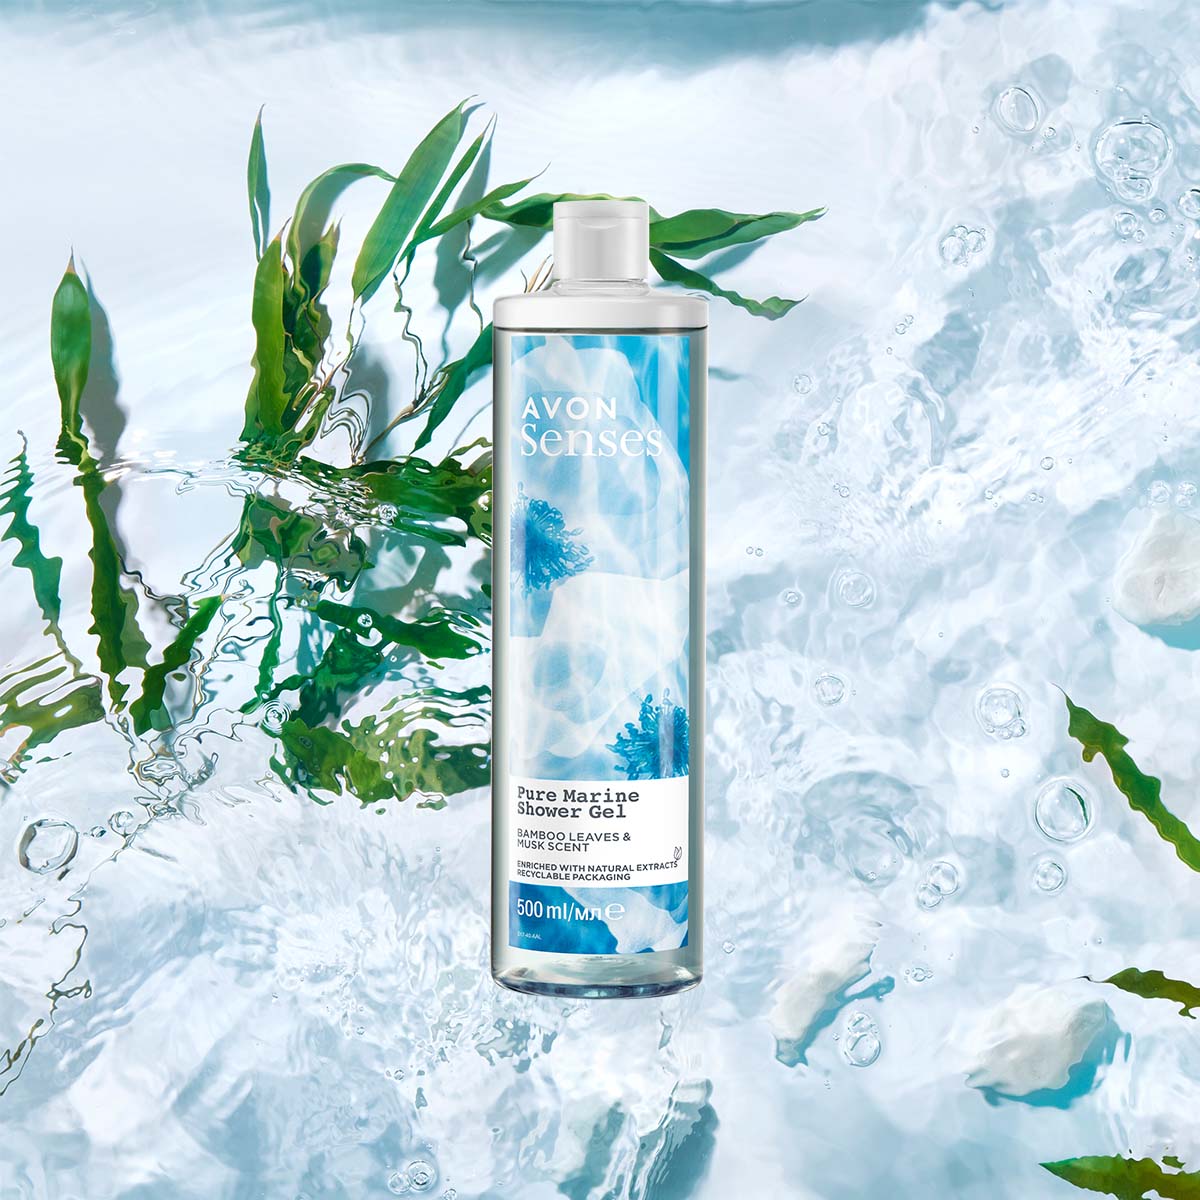 AVON
Senses
Pure Marine
Shower Gel
BAMBOO LEAVES &
MUSK SCENT
ENRICHED WITH NATURAL EXTRACTS
RECYCLABLE PACKAGING
500 ml/мл ℮